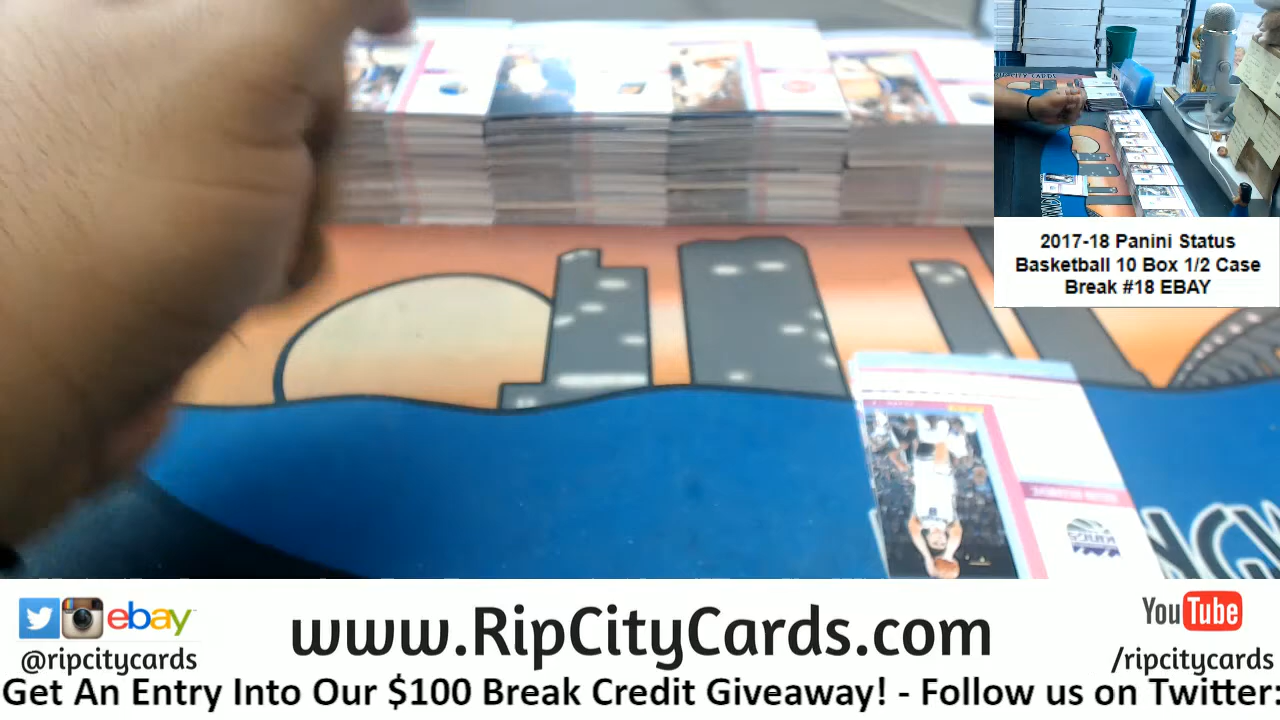 2017-18 Panini Status
Basketball 10 Box 1/2 Case
Break #18 EBAY
ebay
@ripcitycards
www.RipCityCards.com
YouTube
/ripcitycards
Get An Entry Into Our $100 Break Credit Giveaway! - Follow us on Twitter: